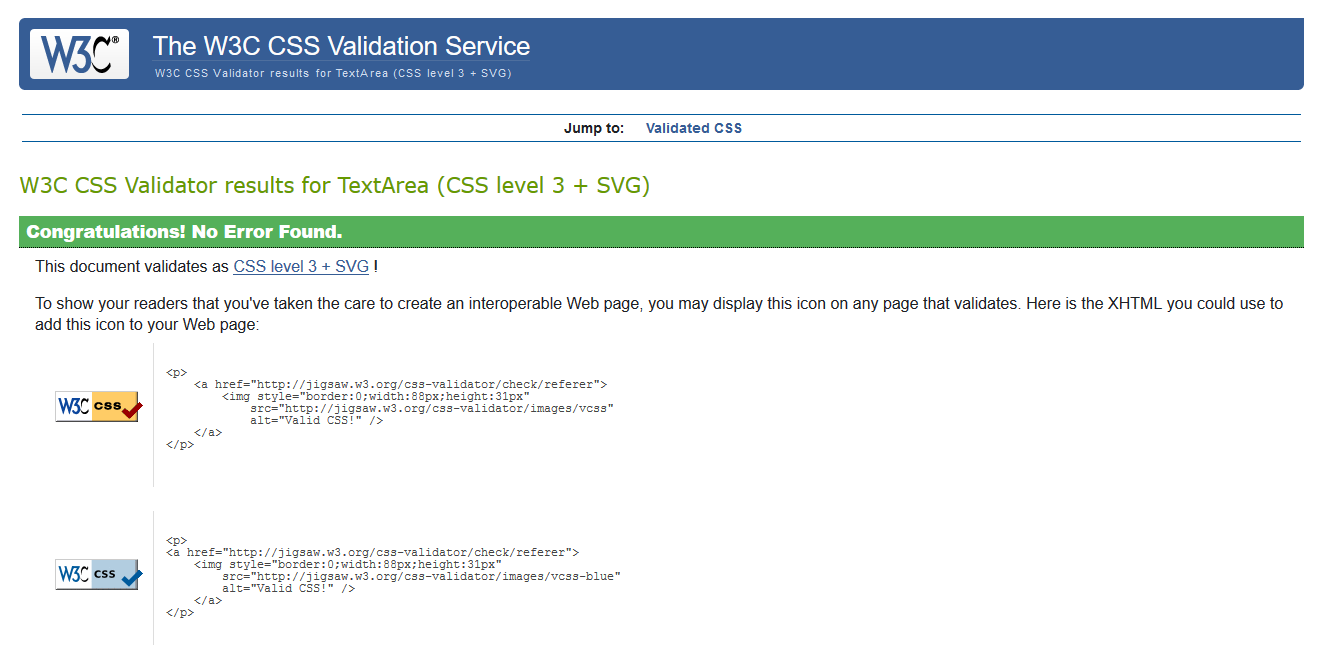 W3C®
The W3C CSS Validation Service
W3C CSS Validator results for TextArea (CSS level 3 + SVG)
Jump to: Validated CSS
W3C CSS Validator results for TextArea (CSS level 3 + SVG)
Congratulations! No Error Found.
This document validates as CSS level 3 + SVG !
To show your readers that you've taken the care to create an interoperable Web page, you may display this icon on any page that validates. Here is the XHTML you could use to
add this icon to your Web page:
W3C css
<p>
    <a href="http://jigsaw.w3.org/css-validator/check/referer">
        <img style="border:0;width:88px;height:31px"
            src="http://jigsaw.w3.org/css-validator/images/vcss"
            alt="Valid CSS!" />
    </a>
</p>
W3C css
<p>
<a href="http://jigsaw.w3.org/css-validator/check/referer">
    <img style="border:0;width:88px;height:31px"
        src="http://jigsaw.w3.org/css-validator/images/vcss-blue"
        alt="Valid CSS!" />
    </a>
</p>